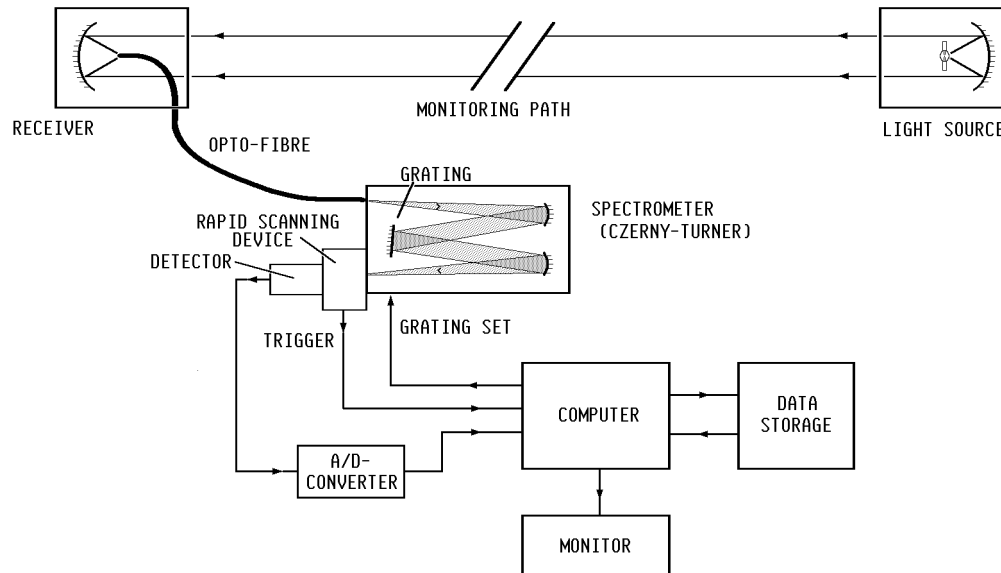 MONITORING PATH
RECEIVER
LIGHT SOURCE
OPTO-FIBRE
GRATING
SPECTROMETER
(CZERNY-TURNER)
RAPID SCANNING
DEVICE
DETECTOR
TRIGGER
GRATING SET
COMPUTER
DATA
STORAGE
A/D-
CONVERTER
MONITOR